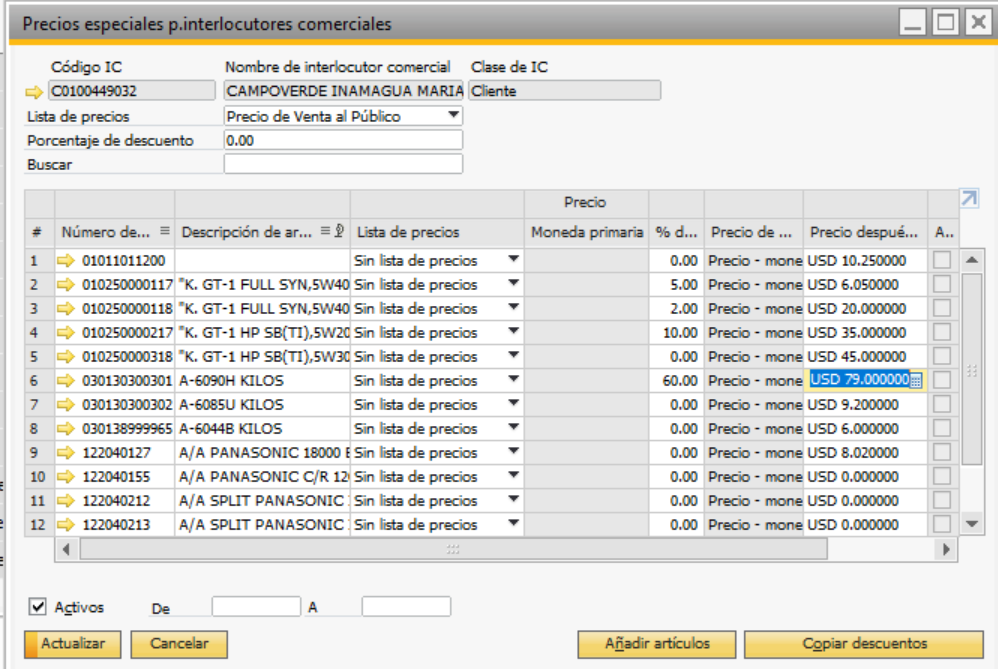 Precios especiales p.interlocutores comerciales
Código IC Nombre de interlocutor comercial Clase de IC
C0100449032 CAMPOVERDE INAMAGUA MARIA Cliente
Lista de precios Precio de Venta al Público
Porcentaje de descuento 0.00
Buscar
Precio
# Número de... Descripción de ar... Lista de precios Moneda primaria % d... Precio de ... Precio despué... A..
1 01011011200 Sin lista de precios 0.00 Precio - mone USD 10.250000
2 010250000117 "K. GT-1 FULL SYN,5W40 Sin lista de precios 5.00 Precio - mone USD 6.050000
3 010250000118 "K. GT-1 FULL SYN,5W40 Sin lista de precios 2.00 Precio - mone USD 20.000000
4 010250000217 "K. GT-1 HP SB(TI),5W20 Sin lista de precios 10.00 Precio - mone USD 35.000000
5 010250000318 "K. GT-1 HP SB(TI),5W30 Sin lista de precios 0.00 Precio - mone USD 45.000000
6 030130300301 A-6090H KILOS Sin lista de precios 60.00 Precio - mone USD 79.000000
7 030130300302 A-6085U KILOS Sin lista de precios 0.00 Precio - mone USD 9.200000
8 030138999965 A-6044B KILOS Sin lista de precios 0.00 Precio - mone USD 6.000000
9 122040127 A/A PANASONIC 18000 Sin lista de precios 0.00 Precio - mone USD 8.020000
10 122040155 A/A PANASONIC C/R Sin lista de precios 0.00 Precio - mone USD 0.000000
11 122040212 A/A SPLIT PANASONIC Sin lista de precios 0.00 Precio - mone USD 0.000000
12 122040213 A/A SPLIT PANASONIC Sin lista de precios 0.00 Precio - mone USD 0.000000
Activos De A
Actualizar Cancelar Añadir artículos Copiar descuentos